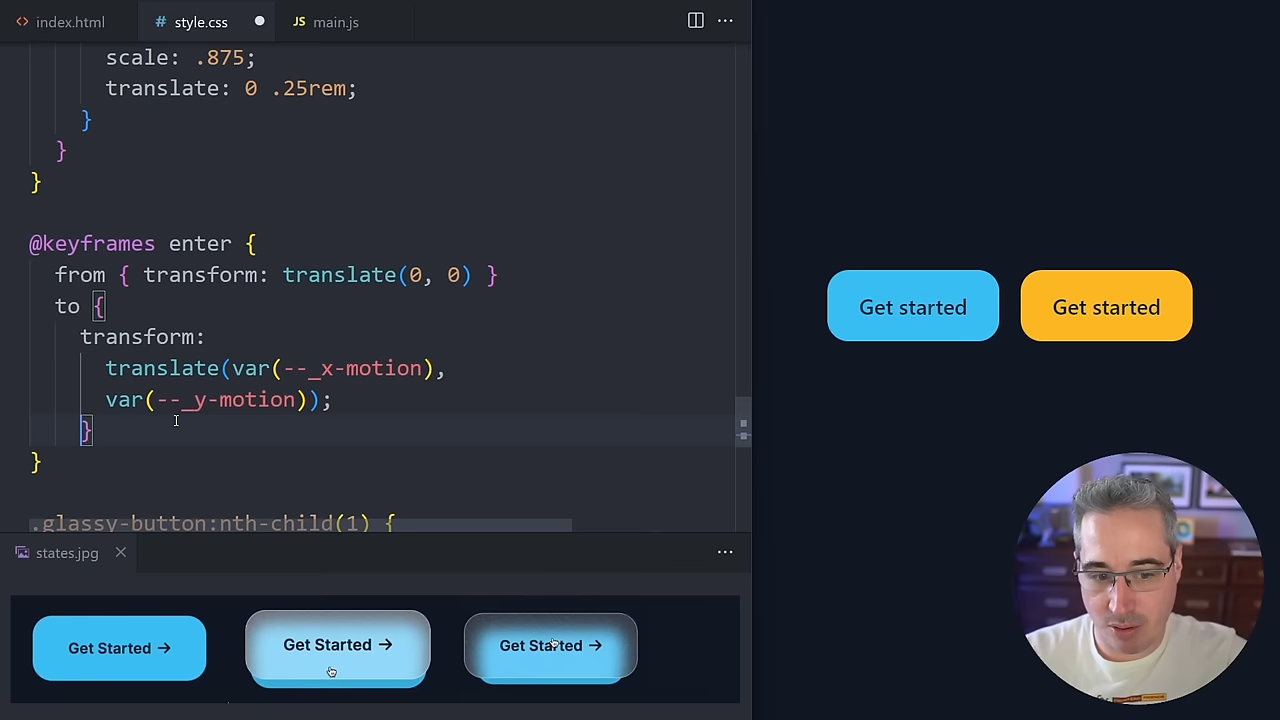 index.html
# style.css
JS main.js
scale: .875;
translate: 0 .25rem;
}
}
}
@keyframes enter {
from { transform: translate(0, 0) }
to {
transform:
translate(var(--_x-motion),
var(--_y-motion));
}
}
.glassy-button:nth-child(1) {
states.jpg
Get Started →
Get Started →
Get Started →
Get started
Get started